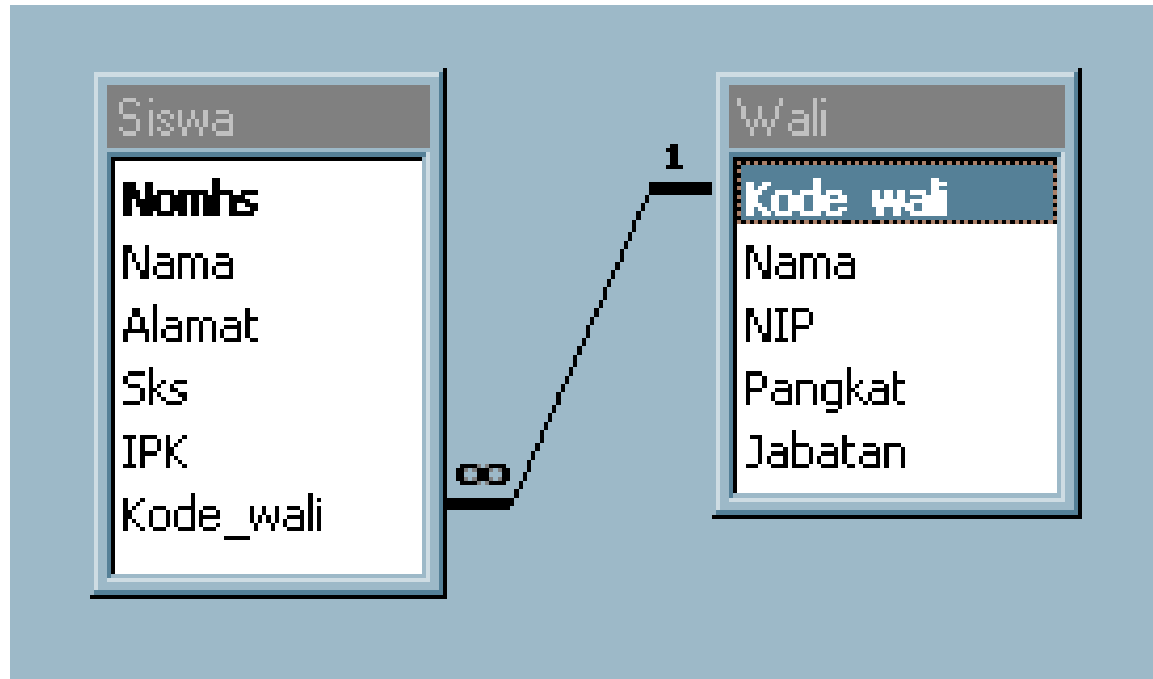 Siswa
Nomhs
Nama
Alamat
Sks
IPK
Kode_wali
∞
1
Wali
Kode_wali
Nama
NIP
Pangkat
Jabatan